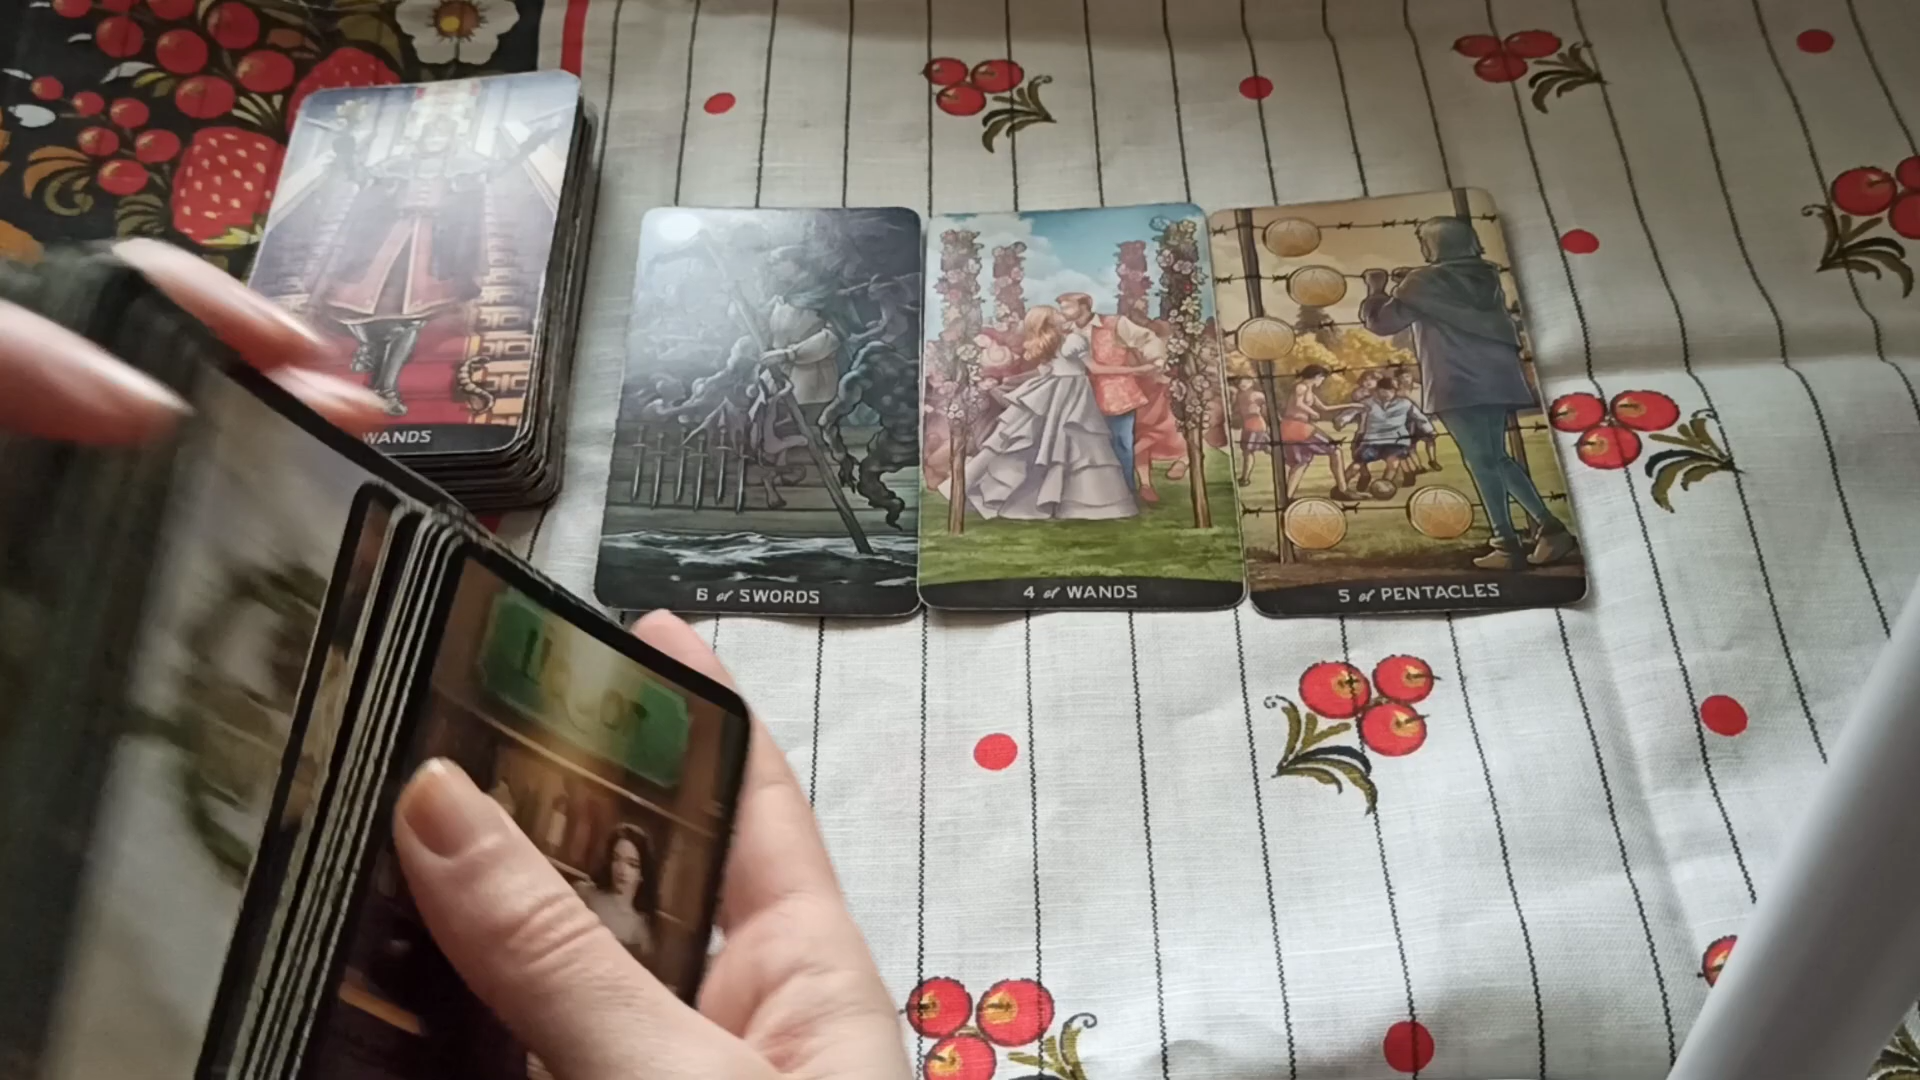 WANDS
6 of SWORDS
4 of WANDS
5 of PENTACLES